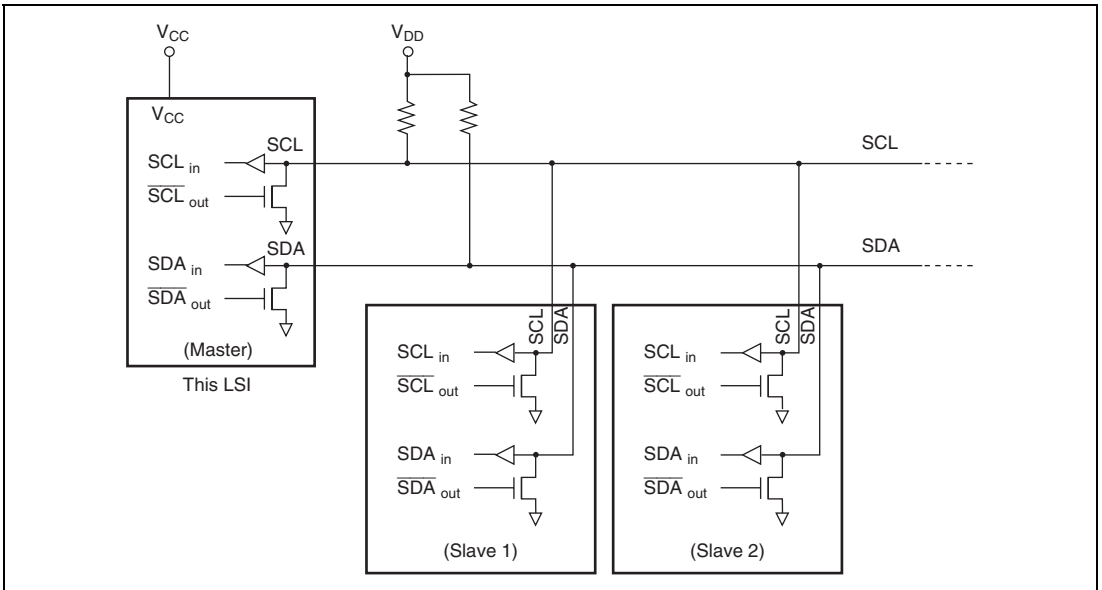 VCC VDD
VCC
SCL
SCL in
SCL out
SDA
SDA in
SDA out
(Master)
This LSI
SCL
SDA
SCL SDA
SCL in
SCL out
SDA in
SDA out
(Slave 1)
SCL SDA
SCL in
SCL out
SDA in
SDA out
(Slave 2)